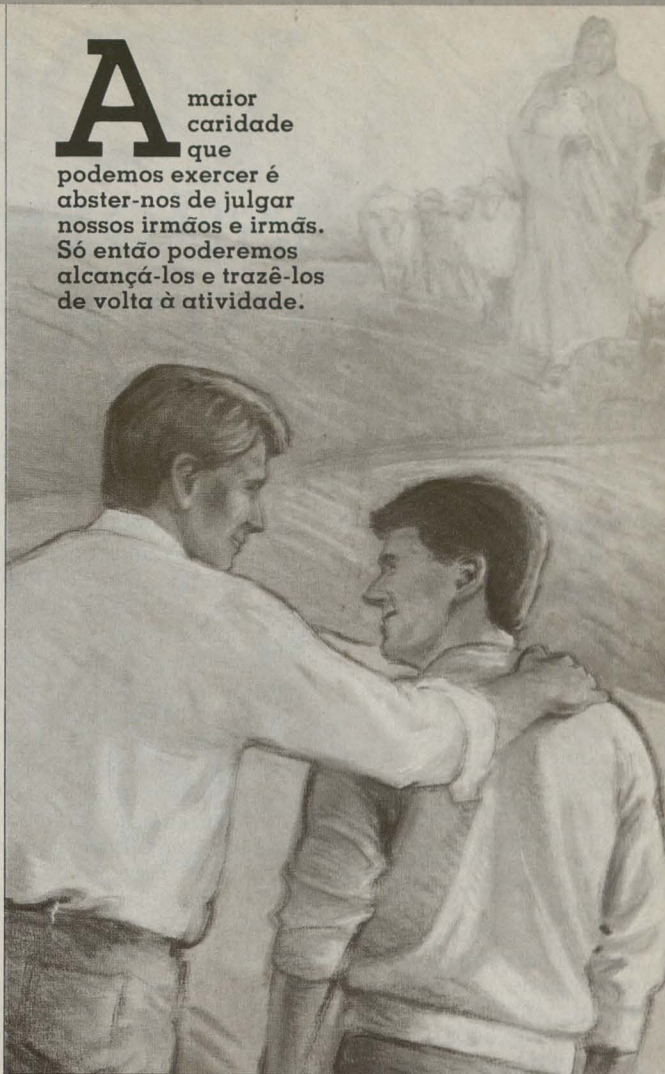 A maior
caridade
que
podemos exercer é
abster-nos de julgar
nossos irmãos e irmãs.
Só então poderemos
alcançá-los e trazê-los
de volta à atividade.